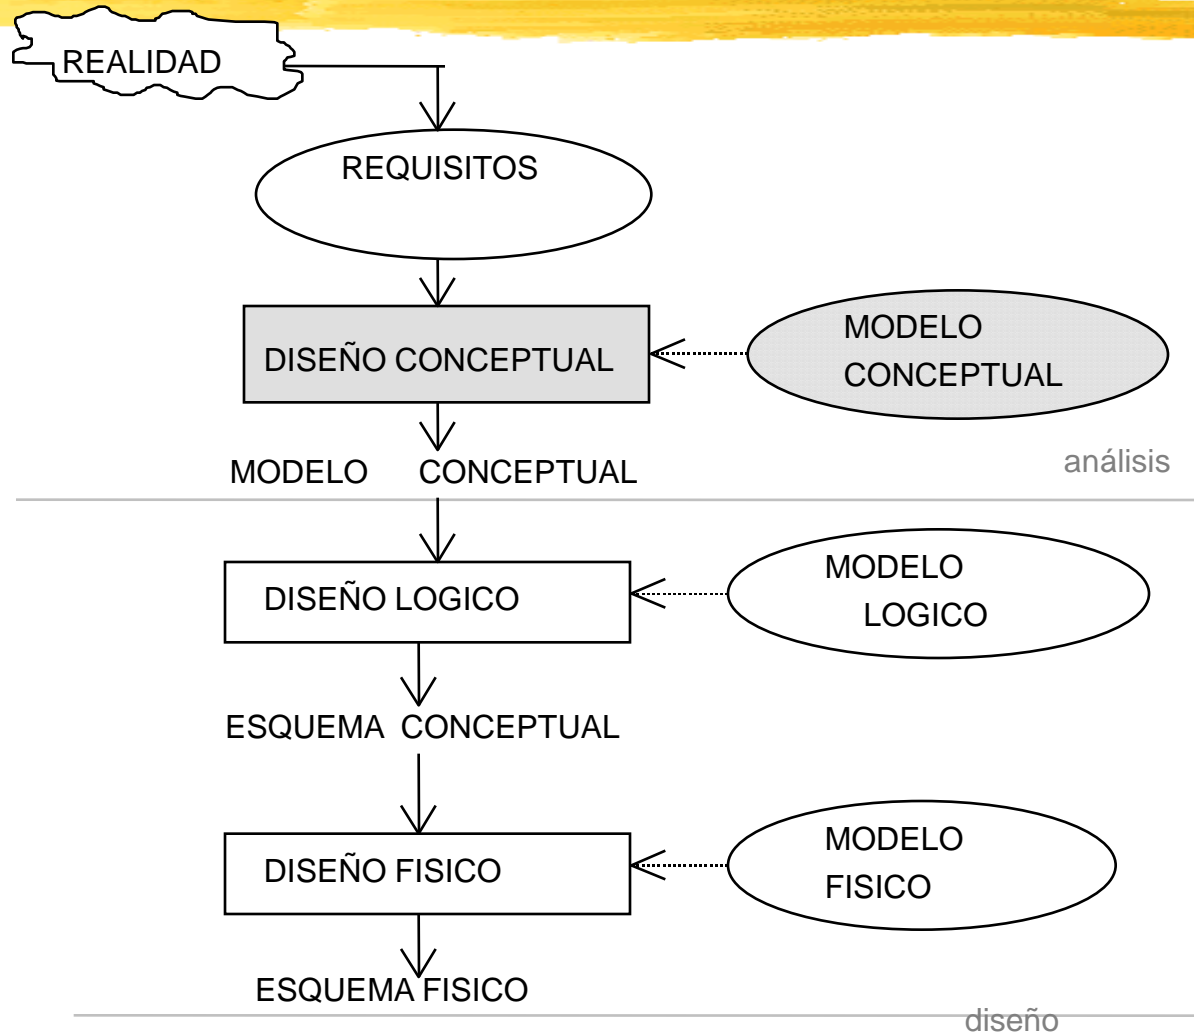 REALIDAD
REQUISITOS
DISEÑO CONCEPTUAL
MODELO
CONCEPTUAL
MODELO CONCEPTUAL
análisis
DISEÑO LOGICO
MODELO
LOGICO
ESQUEMA CONCEPTUAL
DISEÑO FISICO
MODELO
FISICO
ESQUEMA FISICO
diseño